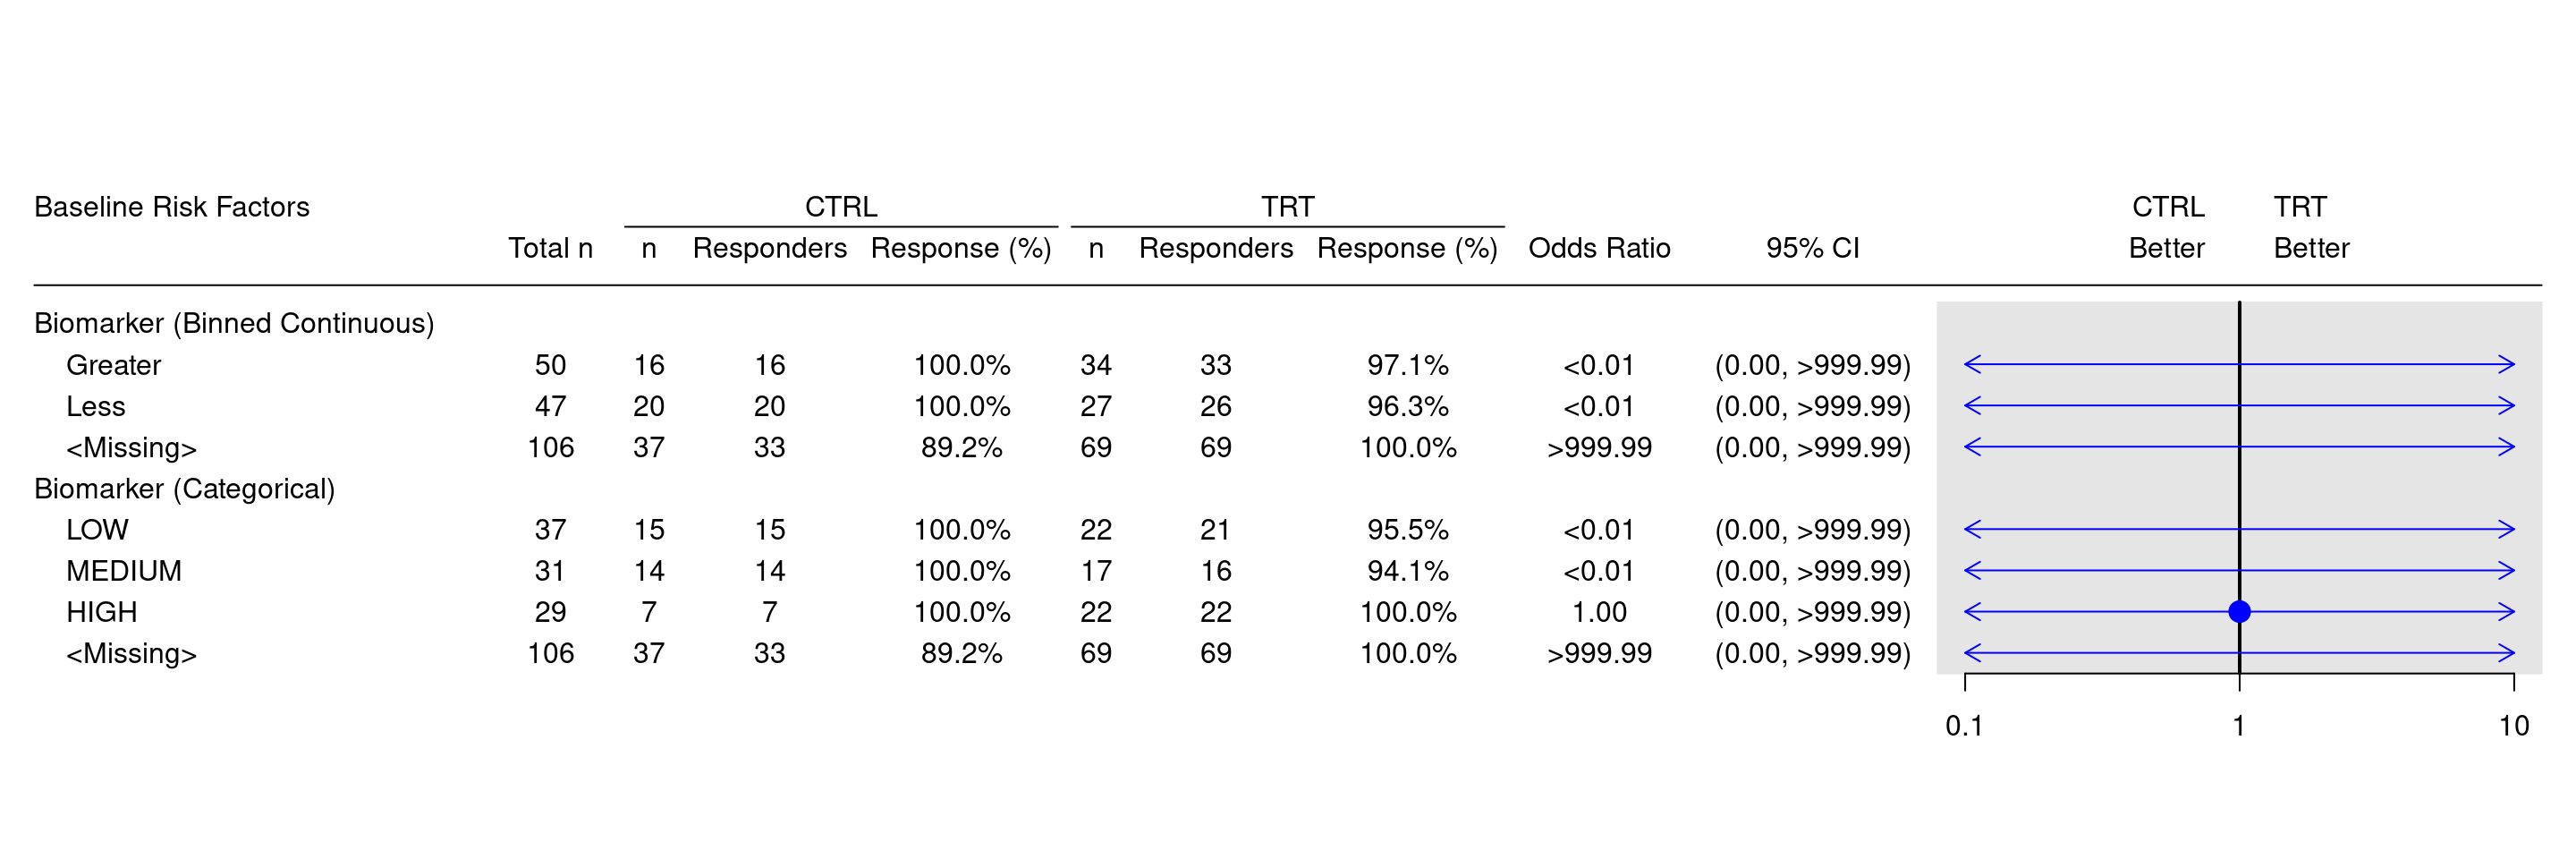 Baseline Risk Factors CTRL TRT CTRL TRT
Total n n Responders Response (%) n Responders Response (%) Odds Ratio 95% CI Better Better
Biomarker (Binned Continuous)
Greater 50 16 16 100.0% 34 33 97.1% <0.01 (0.00, >999.99)
Less 47 20 20 100.0% 27 26 96.3% <0.01 (0.00, >999.99)
<Missing> 106 37 33 89.2% 69 69 100.0% >999.99 (0.00, >999.99)
Biomarker (Categorical)
LOW 37 15 15 100.0% 22 21 95.5% <0.01 (0.00, >999.99)
MEDIUM 31 14 14 100.0% 17 16 94.1% <0.01 (0.00, >999.99)
HIGH 29 7 7 100.0% 22 22 100.0% 1.00 (0.00, >999.99)
<Missing> 106 37 33 89.2% 69 69 100.0% >999.99 (0.00, >999.99)
0.1 1 10